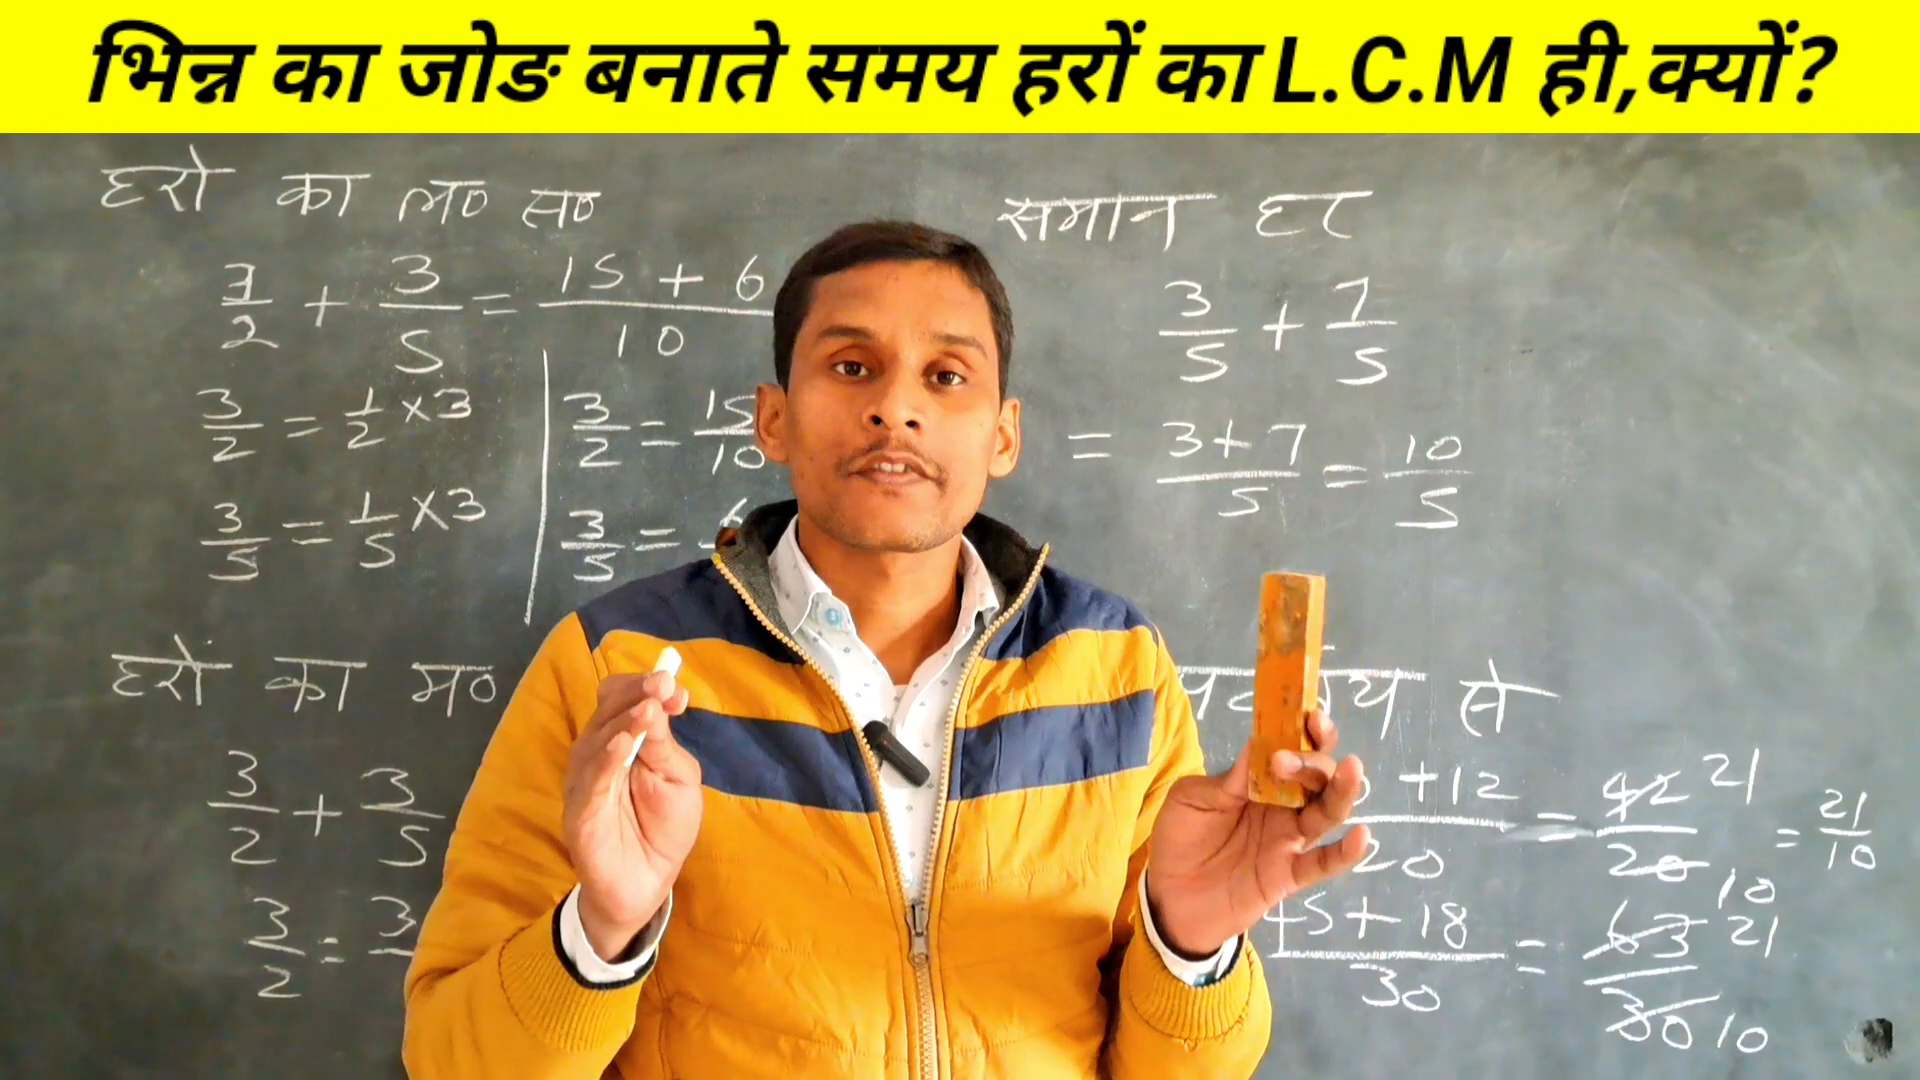 भिन्न का जोड बनाते समय हरों का L.C.M ही,क्यों?
हरो का ल० स०
3/2 + 3/5 = 15 + 6/10
3/2 = 1/2 × 3
3/2 = 15/10
3/5 = 1/5 × 3
3/5 = 6
हरों का म०
3/2 + 3/5
3/2 = 3
समान हर
3/5 + 7/5
= 3+7/5 = 10/5
से
+12/20 = 42/20 21 10 = 21/10
45+18/30 = 63/30 21 10